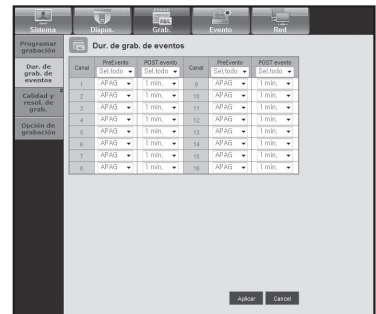 Sistema Dispos. Grab. Evento Red
REC
Programar
grabación
Dur. de
grab. de
eventos
Calidad y
resol. de
grab.
Opción de
grabación
Dur. de grab. de eventos
Canal PreEvento POST evento Canal PreEvento POST evento
Sel,todo Sel,todo Sel,todo Sel,todo
1 APAG 1 min, 9 APAG 1 min,
2 APAG 1 min, 10 APAG 1 min,
3 APAG 1 min, 11 APAG 1 min,
4 APAG 1 min, 12 APAG 1 min,
5 APAG 1 min, 13 APAG 1 min,
6 APAG 1 min, 14 APAG 1 min,
7 APAG 1 min, 15 APAG 1 min,
8 APAG 1 min, 16 APAG 1 min,
Aplicar Cancel